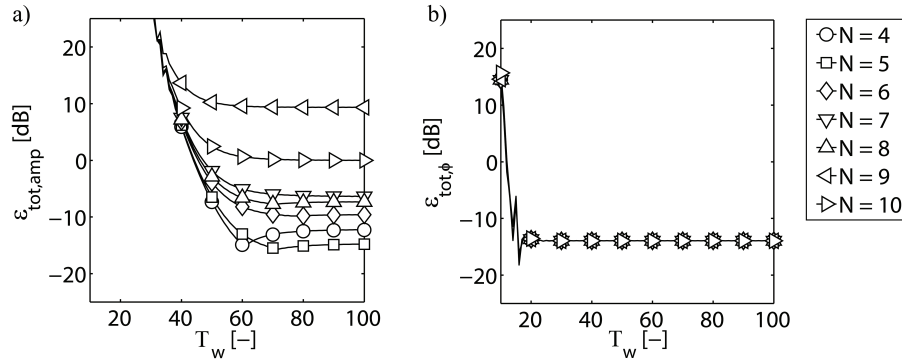 a)
20
10
0
−10
−20
ε_tot,amp [dB]
20 40 60 80 100
T_w [−]
b)
20
10
0
−10
−20
ε_tot,ϕ [dB]
20 40 60 80 100
T_w [−]
N = 4
N = 5
N = 6
N = 7
N = 8
N = 9
N = 10